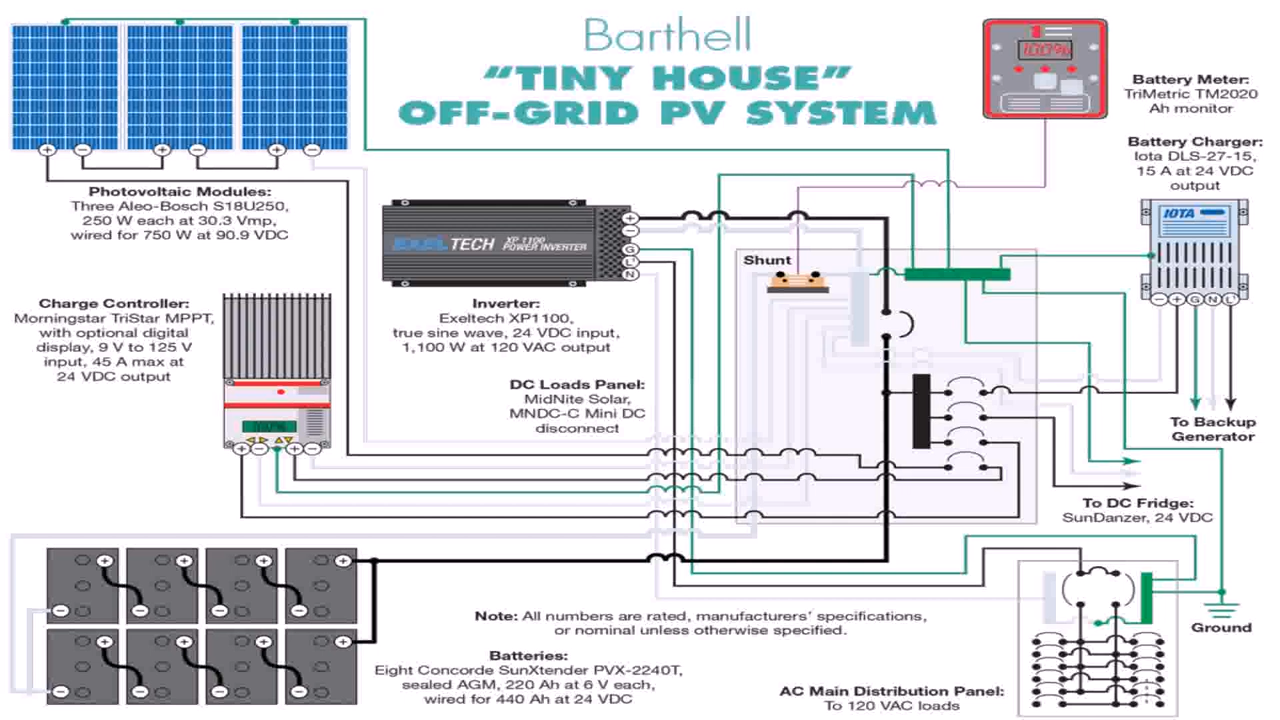 Barthell
“TINY HOUSE”
OFF-GRID PV SYSTEM
100%
Battery Meter:
TriMetric TM2020
Ah monitor
Battery Charger:
Iota DLS-27-15,
15 A at 24 VDC
output
IOTA
Photovoltaic Modules:
Three Aleo-Bosch S18U250,
250 W each at 30.3 Vmp,
wired for 750 W at 90.9 VDC
EXELTECH XP 1100
POWER INVERTER
G
L
N
Shunt
G N L
Charge Controller:
Morningstar TriStar MPPT,
with optional digital
display, 9 V to 125 V
input, 45 A max at
24 VDC output
Inverter:
Exeltech XP1100,
true sine wave, 24 VDC input,
1,100 W at 120 VAC output
DC Loads Panel:
MidNite Solar,
MNDC-C Mini DC
disconnect
To Backup
Generator
To DC Fridge:
SunDanzer, 24 VDC
Note: All numbers are rated, manufacturers’ specifications,
or nominal unless otherwise specified.
Ground
Batteries:
Eight Concorde SunXtender PVX-2240T,
sealed AGM, 220 Ah at 6 V each,
wired for 440 Ah at 24 VDC
AC Main Distribution Panel:
To 120 VAC loads